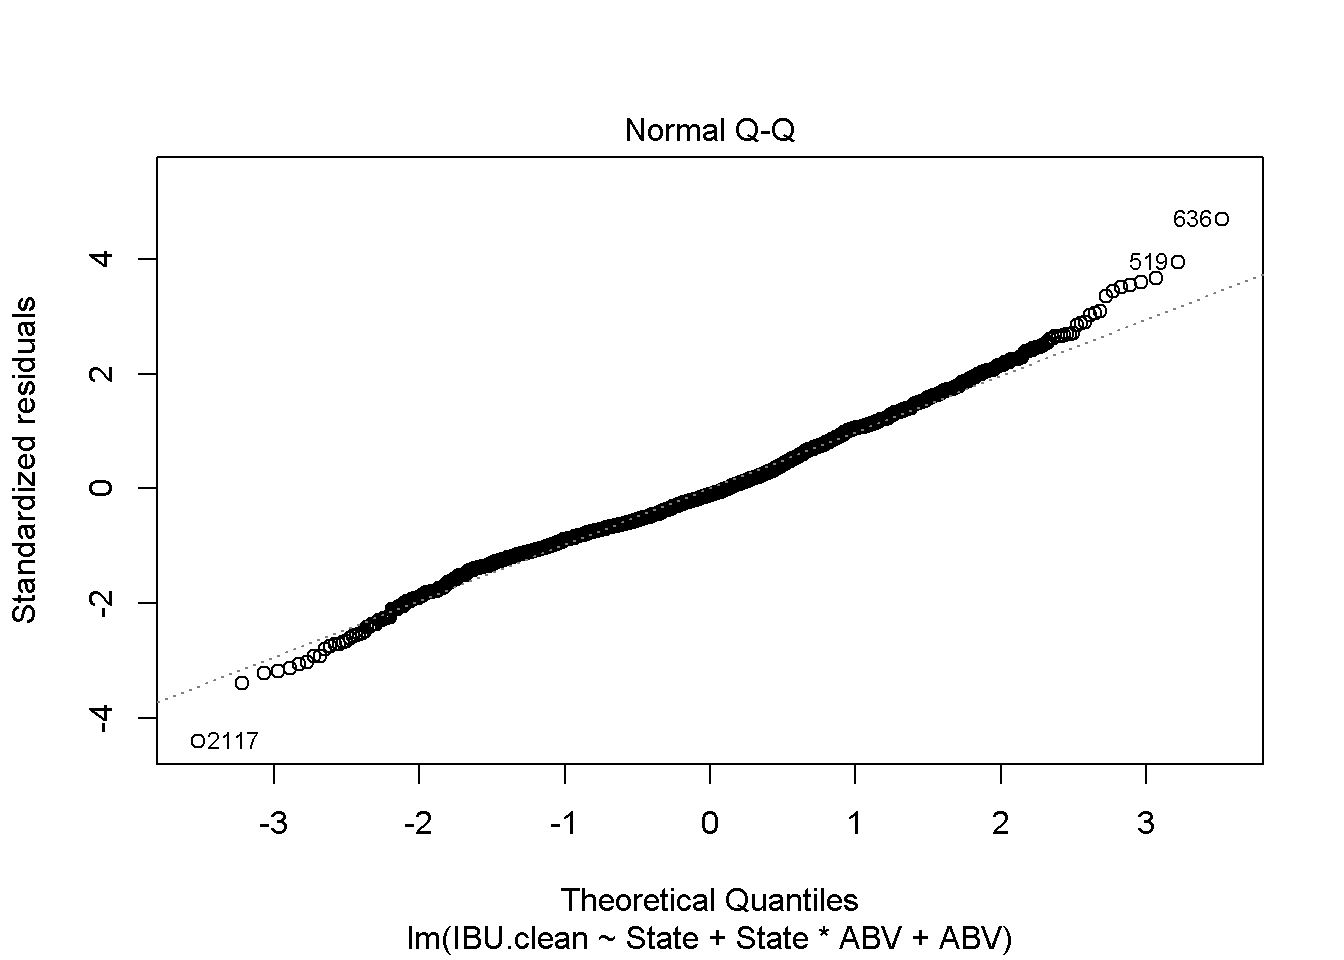 Normal Q-Q
Standardized residuals
4
2
0
-2
-4
636
519
2117
-3 -2 -1 0 1 2 3
Theoretical Quantiles
lm(IBU.clean ~ State + State * ABV + ABV)